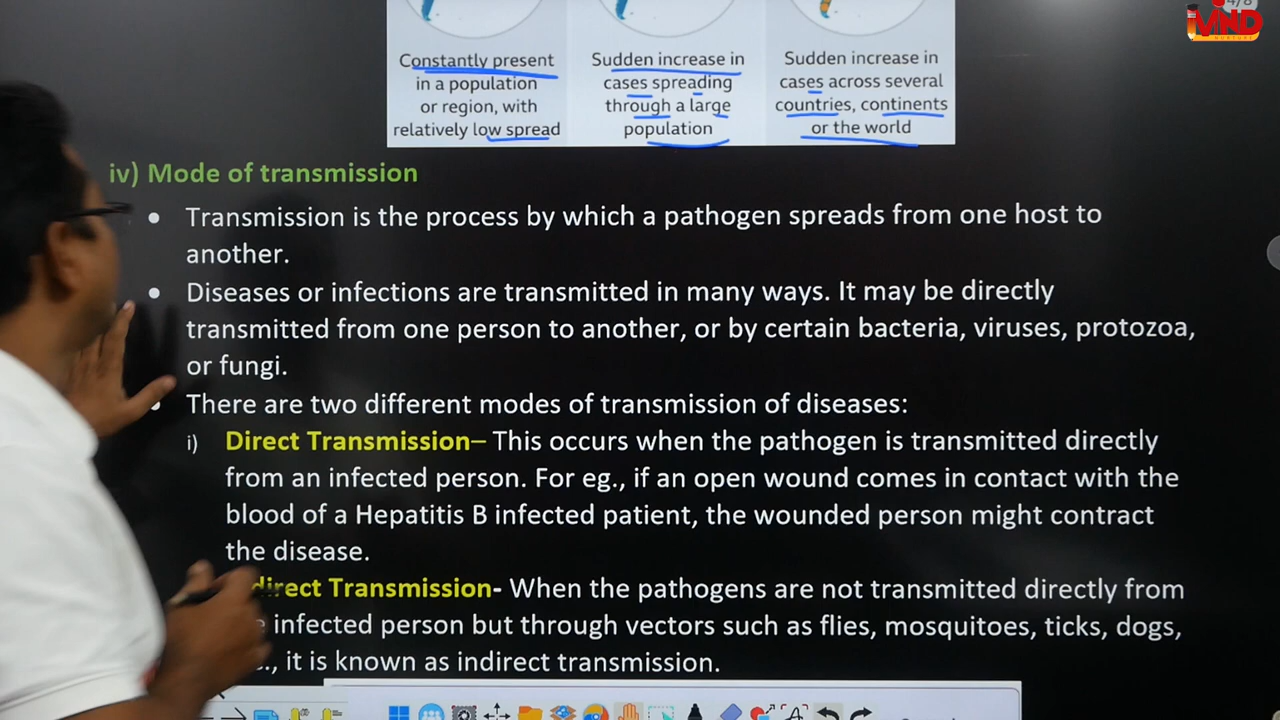 4/8
MND
NURTURE
Constantly present
in a population
or region, with
relatively low spread
Sudden increase in
cases spreading
through a large
population
Sudden increase in
cases across several
countries, continents
or the world
iv) Mode of transmission
• Transmission is the process by which a pathogen spreads from one host to
another.
• Diseases or infections are transmitted in many ways. It may be directly
transmitted from one person to another, or by certain bacteria, viruses, protozoa,
or fungi.
• There are two different modes of transmission of diseases:
i) Direct Transmission– This occurs when the pathogen is transmitted directly
from an infected person. For eg., if an open wound comes in contact with the
blood of a Hepatitis B infected patient, the wounded person might contract
the disease.
direct Transmission- When the pathogens are not transmitted directly from
infected person but through vectors such as flies, mosquitoes, ticks, dogs,
., it is known as indirect transmission.